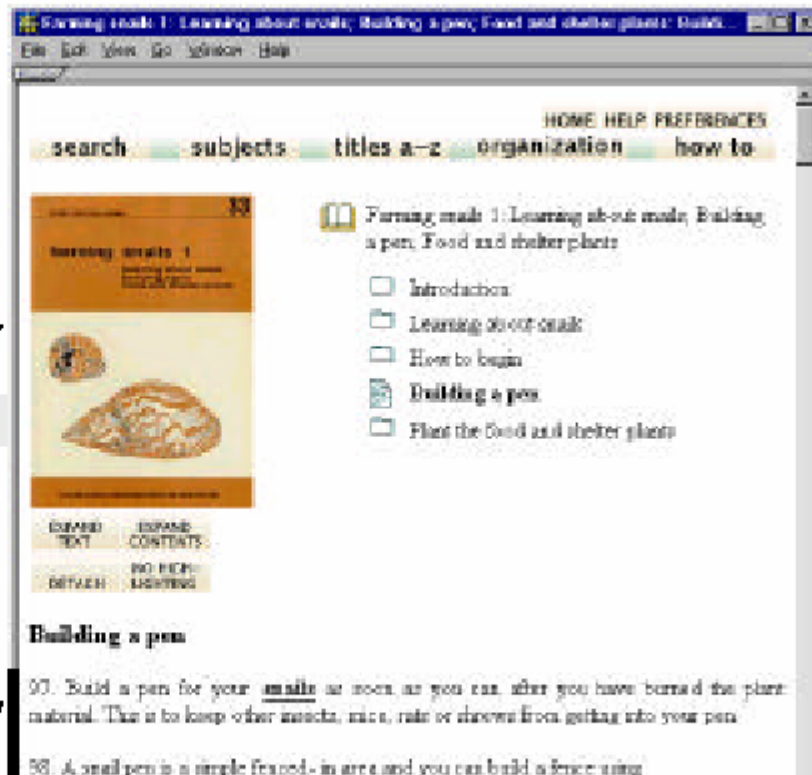 Farming snails 1: Learning about snails; Building a pen; Food and shelter plants: Buildi...
File Edit View Go Window Help
HOME HELP PREFERENCES
search subjects titles a-z organization how to
33
farming snails 1
Farming snails 1: Learning about snails; Building
a pen; Food and shelter plants
Introduction
Learning about snails
How to begin
Building a pen
Plant the food and shelter plants
EXPAND TEXT
EXPAND CONTENTS
DETACH
NO HIGH-LIGHTING
Building a pen
97. Build a pen for your snails as soon as you can, after you have burned the plant
material. This is to keep other insects, mice, rats or shrews from getting into your pen
98. A snail pen is a simple fenced-in area and you can build a fence using